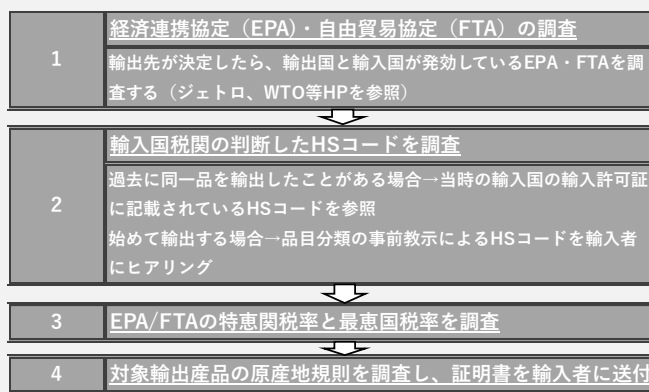 1
経済連携協定（EPA）・自由貿易協定（FTA）の調査
輸出先が決定したら、輸出国と輸入国が発効しているEPA・FTAを調
査する（ジェトロ、WTO等HPを参照）
2
輸入国税関の判断したHSコードを調査
過去に同一品を輸出したことがある場合→当時の輸入国の輸入許可証
に記載されているHSコードを参照
始めて輸出する場合→品目分類の事前教示によるHSコードを輸入者
にヒアリング
3
EPA/FTAの特恵関税率と最恵国税率を調査
4
対象輸出産品の原産地規則を調査し、証明書を輸入者に送付